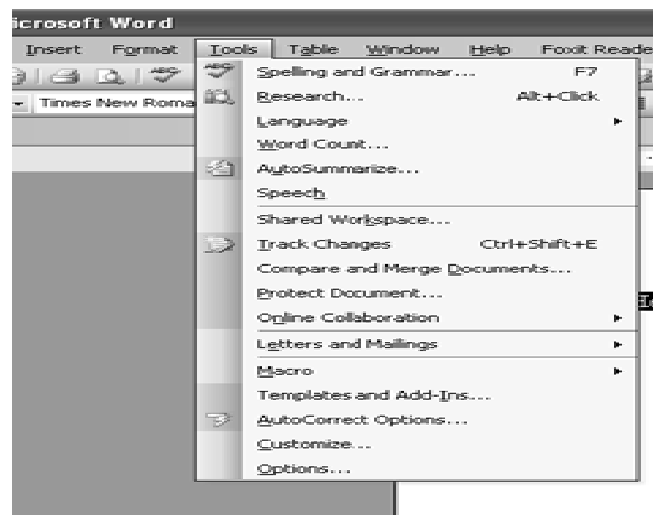 icrosoft Word
Insert Format Tools Table Window Help Foxit Reade
Times New Roma
Spelling and Grammar... F7
Research... Alt+Click
Language
Word Count...
AutoSummarize...
Speech
Shared Workspace...
Track Changes Ctrl+Shift+E
Compare and Merge Documents...
Protect Document...
Online Collaboration
Letters and Mailings
Macro
Templates and Add-Ins...
AutoCorrect Options...
Customize...
Options...